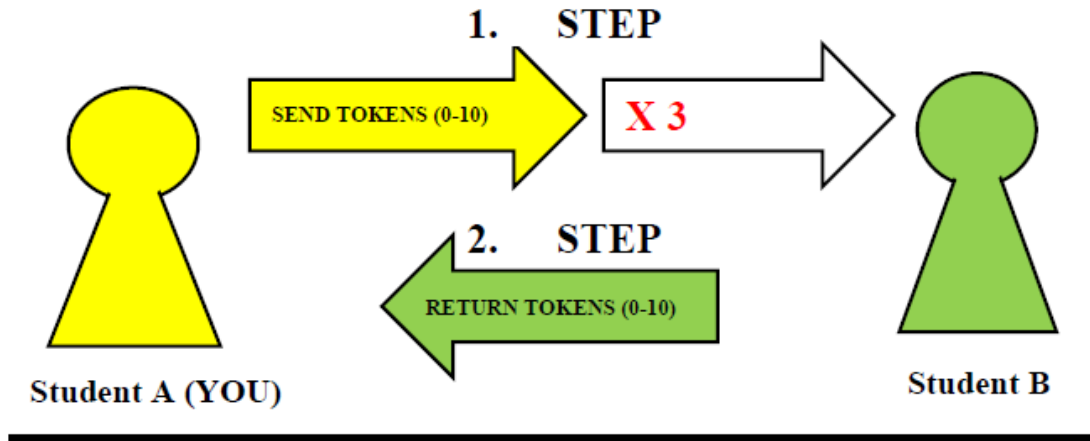 1. STEP
SEND TOKENS (0-10)
X 3
2. STEP
RETURN TOKENS (0-10)
Student A (YOU)
Student B